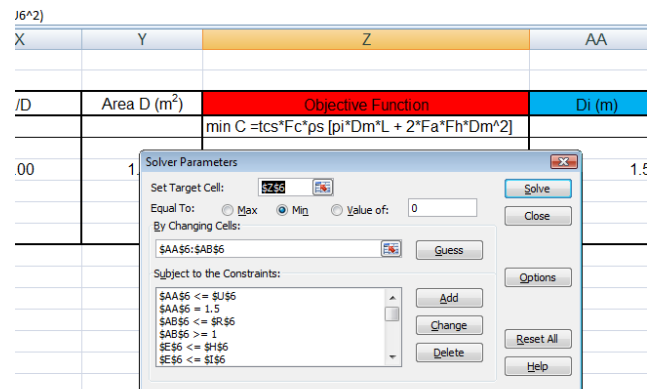 J6^2)
X Y Z AA
/D Area D (m²) Objective Function Di (m)
min C =tcs*Fc*ρs [pi*Dm*L + 2*Fa*Fh*Dm^2]
.00 1. 1.5
Solver Parameters
Set Target Cell: $Z$6 Solve
Equal To: Max Min Value of: 0 Close
By Changing Cells:
$AA$6:$AB$6 Guess
Subject to the Constraints: Options
$AA$6 <= $U$6 Add
$AA$6 = 1.5
$AB$6 <= $R$6 Change
$AB$6 >= 1 Reset All
$E$6 <= $H$6 Delete
$E$6 <= $I$6 Help